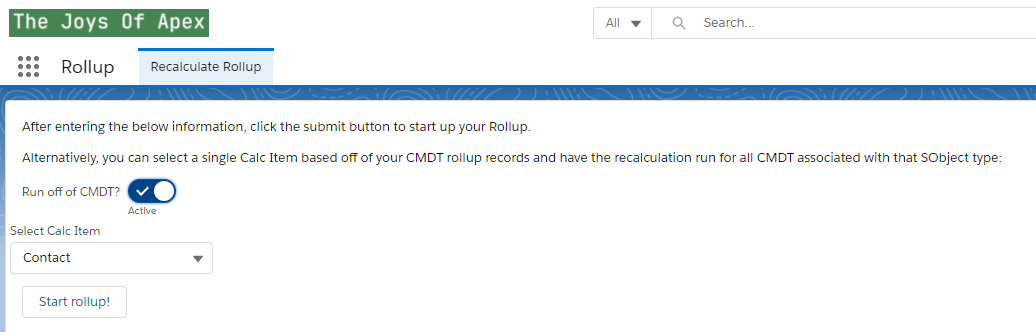 The Joys Of Apex
All
Search...
Rollup
Recalculate Rollup
After entering the below information, click the submit button to start up your Rollup.
Alternatively, you can select a single Calc Item based off of your CMDT rollup records and have the recalculation run for all CMDT associated with that SObject type:
Run off of CMDT?
Active
Select Calc Item
Contact
Start rollup!